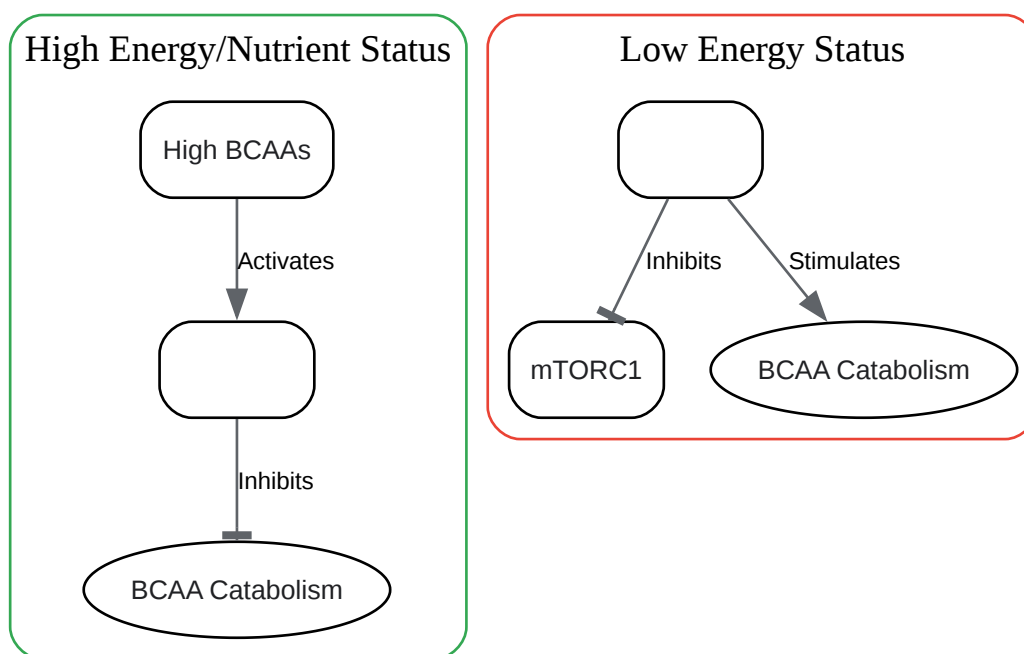 High Energy/Nutrient Status
High BCAAs
Activates
Inhibits
BCAA Catabolism
Low Energy Status
Inhibits
Stimulates
mTORC1
BCAA Catabolism